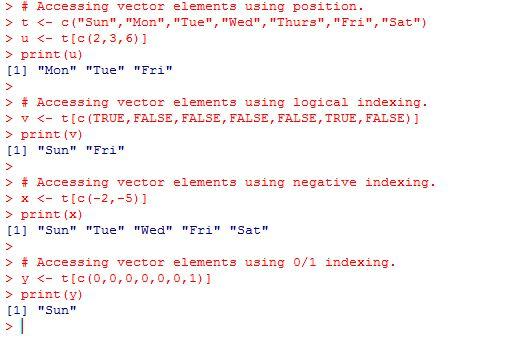 > # Accessing vector elements using position.
> t <- c("Sun","Mon","Tue","Wed","Thurs","Fri","Sat")
> u <- t[c(2,3,6)]
> print(u)
[1] "Mon" "Tue" "Fri"
>
> # Accessing vector elements using logical indexing.
> v <- t[c(TRUE,FALSE,FALSE,FALSE,FALSE,TRUE,FALSE)]
> print(v)
[1] "Sun" "Fri"
>
> # Accessing vector elements using negative indexing.
> x <- t[c(-2,-5)]
> print(x)
[1] "Sun" "Tue" "Wed" "Fri" "Sat"
>
> # Accessing vector elements using 0/1 indexing.
> y <- t[c(0,0,0,0,0,0,1)]
> print(y)
[1] "Sun"
>